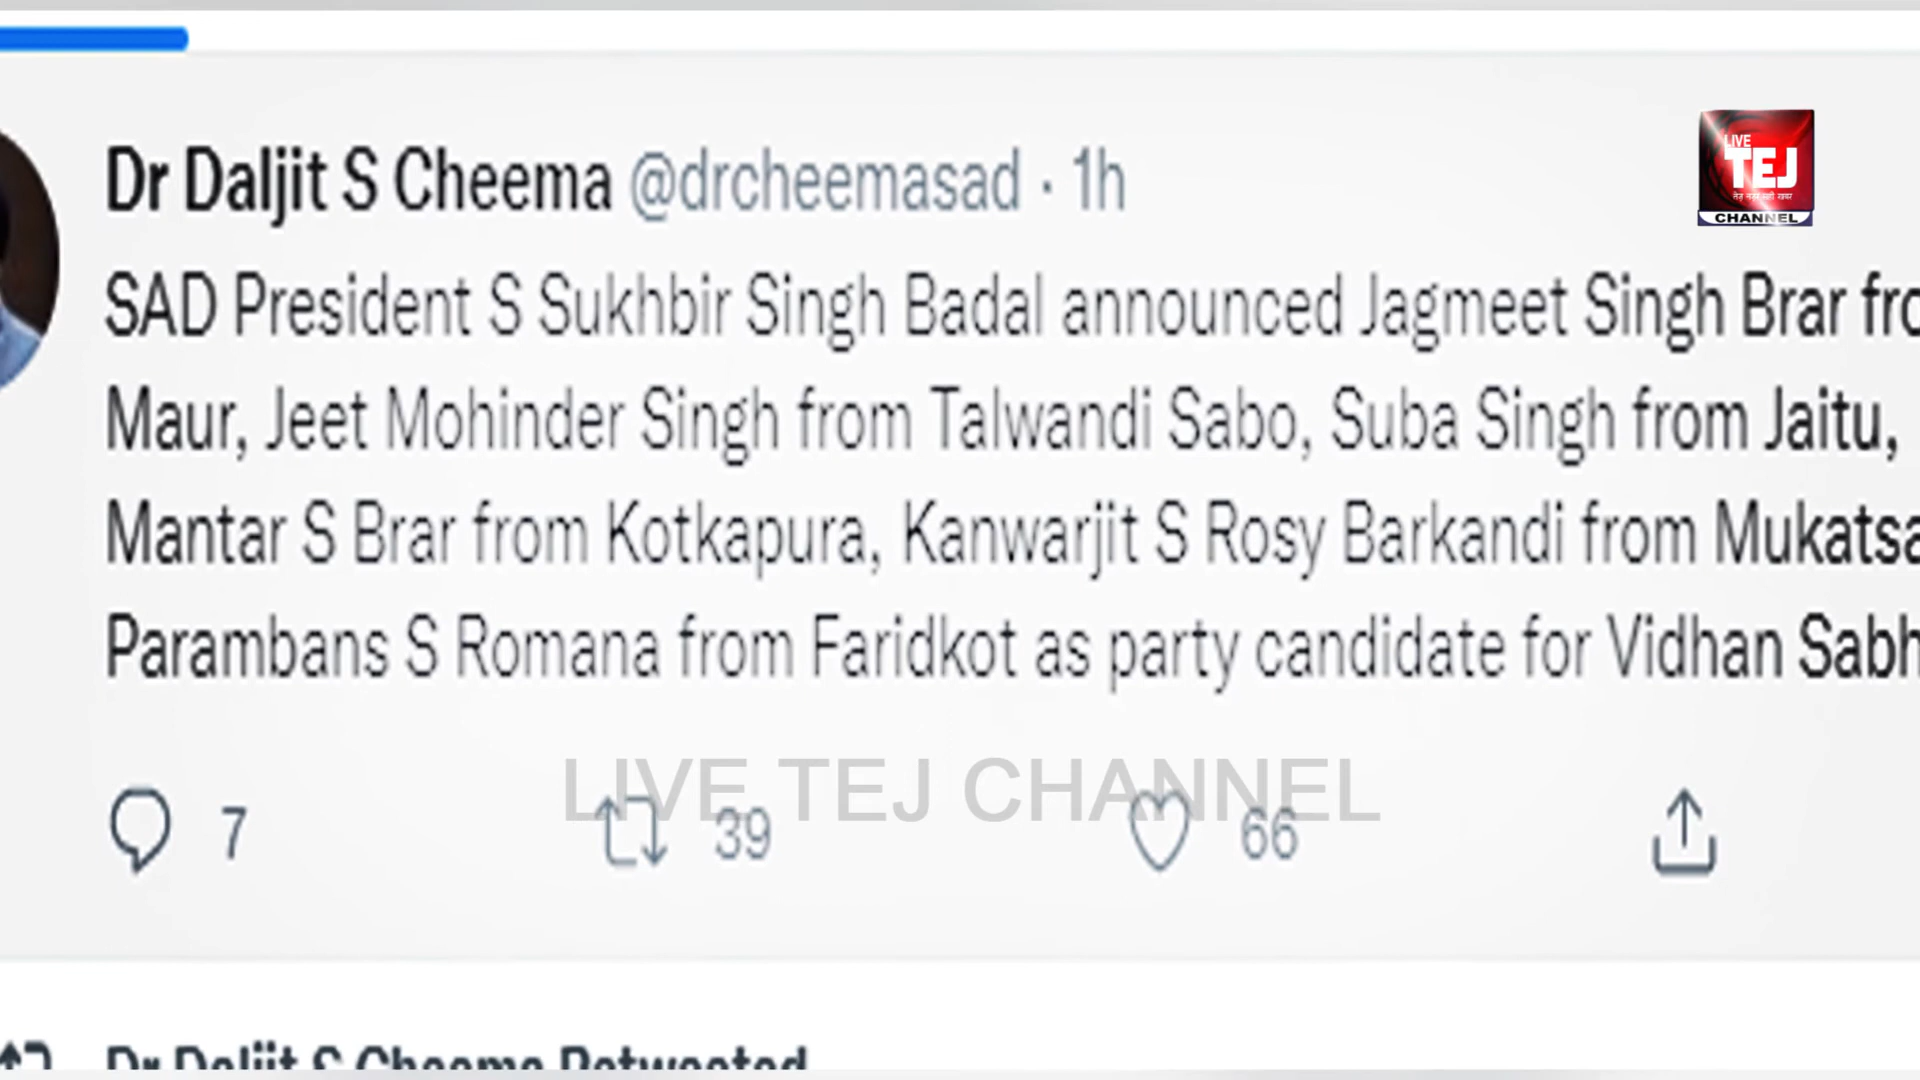 Dr Daljit S Cheema @drcheemasad · 1h
LIVE
TEJ
CHANNEL
SAD President S Sukhbir Singh Badal announced Jagmeet Singh Brar fro
Maur, Jeet Mohinder Singh from Talwandi Sabo, Suba Singh from Jaitu,
Mantar S Brar from Kotkapura, Kanwarjit S Rosy Barkandi from Mukatsa
Parambans S Romana from Faridkot as party candidate for Vidhan Sabh
LIVE TEJ CHANNEL
7 39 66
Dr Daljit S Cheema Retweeted